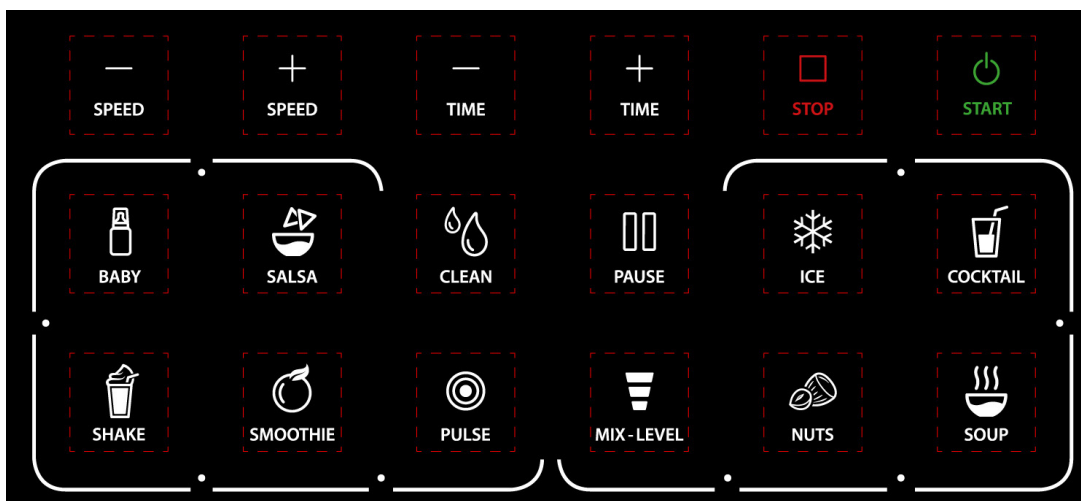 SPEED
SPEED
TIME
TIME
STOP
START
BABY
SALSA
CLEAN
PAUSE
ICE
COCKTAIL
SHAKE
SMOOTHIE
PULSE
MIX-LEVEL
NUTS
SOUP